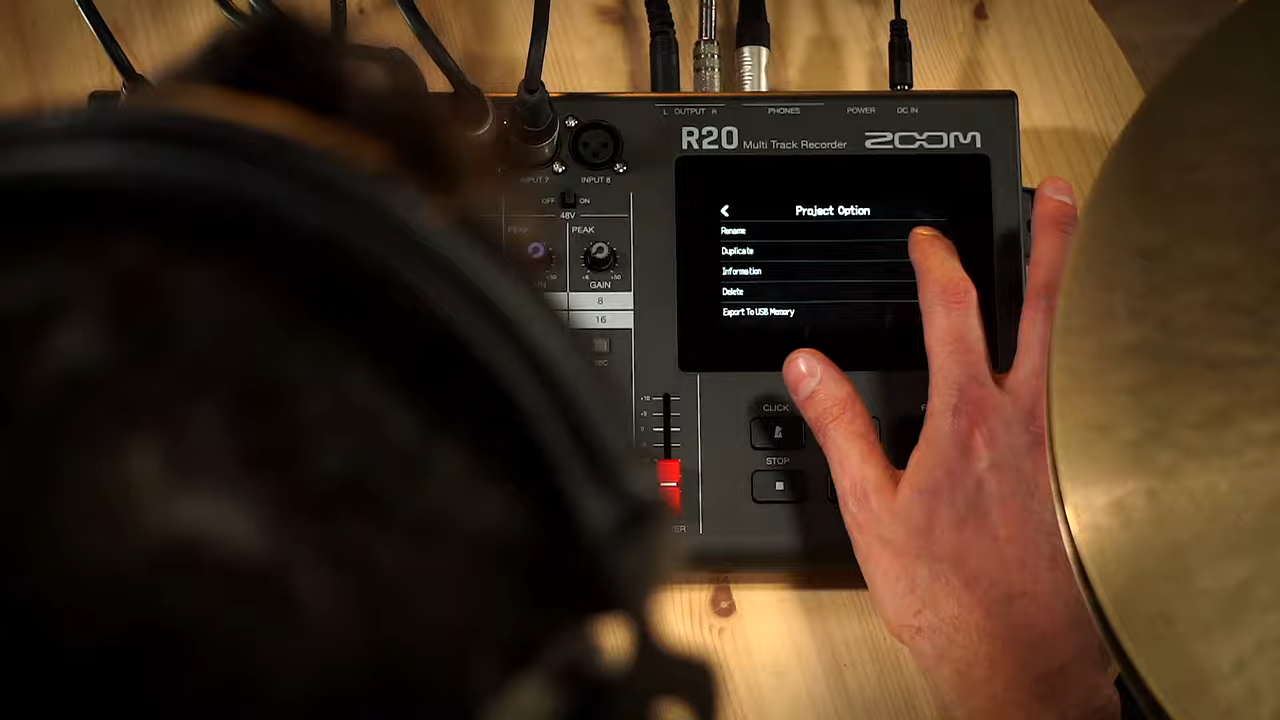 L OUTPUT R
PHONES
POWER
DC IN
R20 Multi Track Recorder
ZOOM
INPUT 7
INPUT 8
OFF
ON
48V
PEAK
PEAK
GAIN
8
16
Project Option
Rename
Duplicate
Information
Delete
Export To USB Memory
CLICK
STOP